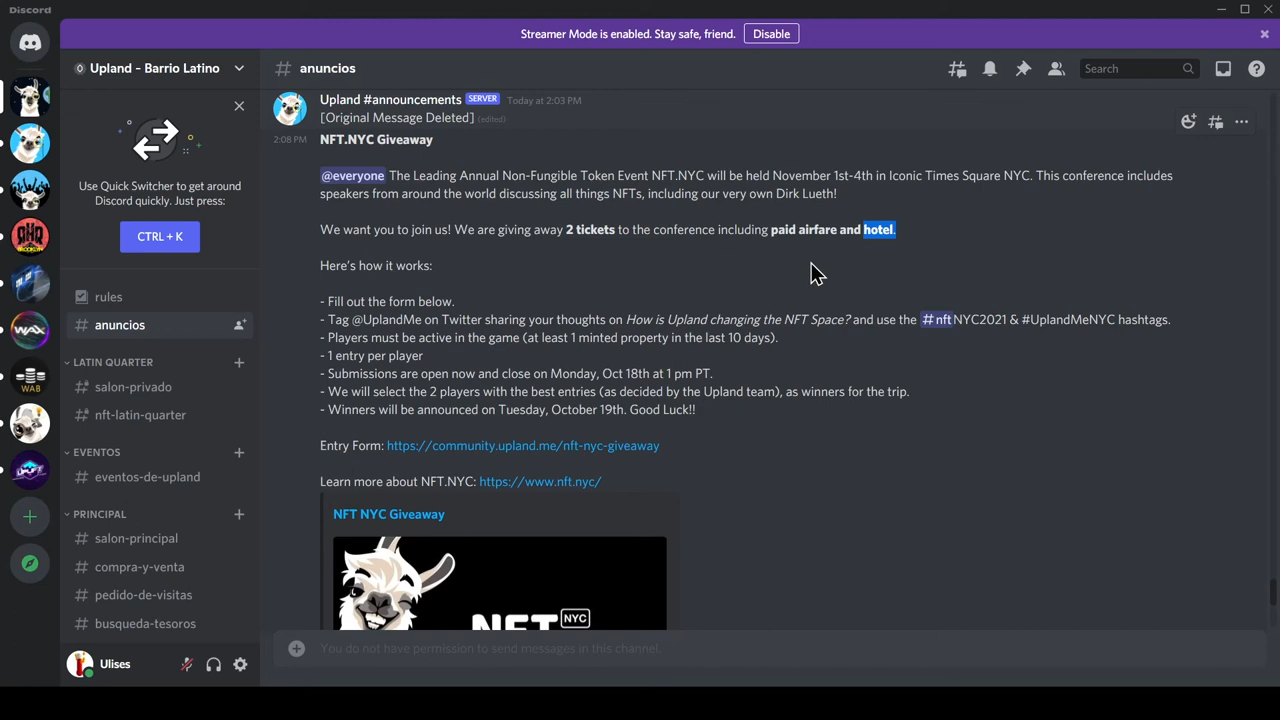 Discord
Streamer Mode is enabled. Stay safe, friend. Disable
Upland - Barrio Latino
anuncios
Search
Use Quick Switcher to get around
Discord quickly. Just press:
CTRL + K
rules
anuncios
LATIN QUARTER
salon-privado
nft-latin-quarter
EVENTOS
eventos-de-upland
PRINCIPAL
salon-principal
compra-y-venta
pedido-de-visitas
busqueda-tesoros
Ulises
WAX
WAB
BROOKLYN
Upland #announcements SERVER Today at 2:03 PM
[Original Message Deleted] (edited)
2:08 PM NFT.NYC Giveaway
@everyone The Leading Annual Non-Fungible Token Event NFT.NYC will be held November 1st-4th in Iconic Times Square NYC. This conference includes
speakers from around the world discussing all things NFTs, including our very own Dirk Lueth!
We want you to join us! We are giving away 2 tickets to the conference including paid airfare and hotel.
Here's how it works:
- Fill out the form below.
- Tag @UplandMe on Twitter sharing your thoughts on How is Upland changing the NFT Space? and use the #nftNYC2021 & #UplandMeNYC hashtags.
- Players must be active in the game (at least 1 minted property in the last 10 days).
- 1 entry per player
- Submissions are open now and close on Monday, Oct 18th at 1 pm PT.
- We will select the 2 players with the best entries (as decided by the Upland team), as winners for the trip.
- Winners will be announced on Tuesday, October 19th. Good Luck!!
Entry Form: https://community.upland.me/nft-nyc-giveaway
Learn more about NFT.NYC: https://www.nft.nyc/
NFT NYC Giveaway
NFT NYC
You do not have permission to send messages in this channel.